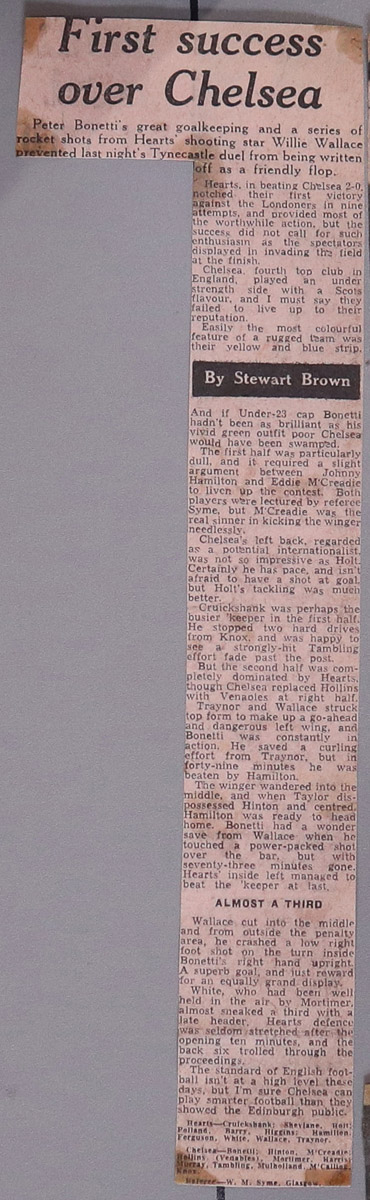 First success
over Chelsea
Peter Bonetti's great goalkeeping and a series of
rocket shots from Hearts' shooting star Willie Wallace
prevented last night's Tynecastle duel from being written
off as a friendly flop.
Hearts, in beating Chelsea 2-0,
notched their first victory
against the Londoners in nine
attempts, and provided most of
the worthwhile action, but the
success did not call for such
enthusiasm as the spectators
displayed in invading the field
at the finish.
Chelsea, fourth top club in
England, played an under
strength side with a Scots
flavour, and I must say they
failed to live up to their
reputation.
Easily the most colourful
feature of a rugged team was
their yellow and blue strip.
By Stewart Brown
And if Under-23 cap Bonetti
hadn't been as brilliant as his
vivid green outfit poor Chelsea
would have been swamped.
The first half was particularly
dull, and it required a slight
argument between Johnny
Hamilton and Eddie M'Creadie
to liven up the contest. Both
players were lectured by referee
Syme, but M'Creadie was the
real sinner in kicking the winger
needlessly.
Chelsea's left back, regarded
as a potential internationalist,
was not so impressive as Holt.
Certainly he has pace, and isn't
afraid to have a shot at goal,
but Holt's tackling was much
better.
Cruickshank was perhaps the
busier 'keeper in the first half.
He stopped two hard drives
from Knox, and was happy to
see a strongly-hit Tambling
effort fade past the post.
But the second half was com-
pletely dominated by Hearts,
though Chelsea replaced Hollins
with Venables at right half.
Traynor and Wallace struck
top form to make up a go-ahead
and dangerous left wing, and
Bonetti was constantly in
action. He saved a curling
effort from Traynor, but in
forty-nine minutes he was
beaten by Hamilton.
The winger wandered into the
middle, and when Taylor dis-
possessed Hinton and centred,
Hamilton was ready to head
home. Bonetti had a wonder
save from Wallace when he
touched a power-packed shot
over the bar, but with
seventy-three minutes gone,
Hearts' inside left managed to
beat the 'keeper at last.
ALMOST A THIRD
Wallace cut into the middle
and from outside the penalty
area, he crashed a low right
foot shot on the turn inside
Bonetti's right hand upright.
A superb goal, and just reward
for an equally grand display.
White, who had been well
held in the air by Mortimer,
almost sneaked a third with a
late header. Hearts defence
was seldom stretched after the
opening ten minutes, and the
back six trolled through the
proceedings.
The standard of English foot-
ball isn't at a high level these
days, but I'm sure Chelsea can
play smarter football than they
showed the Edinburgh public.
Hearts—Cruickshank; Shevlane, Holt;
Polland, Barry, Higgins; Hamilton,
Ferguson, White, Wallace, Traynor.
Chelsea—Bonetti; Hinton, M'Creadie;
Hollins (Venables), Mortimer, Harris;
Murray, Tambling, Mulholland, M'Calliog,
Knox.
Referee—W. M. Syme, Glasgow.